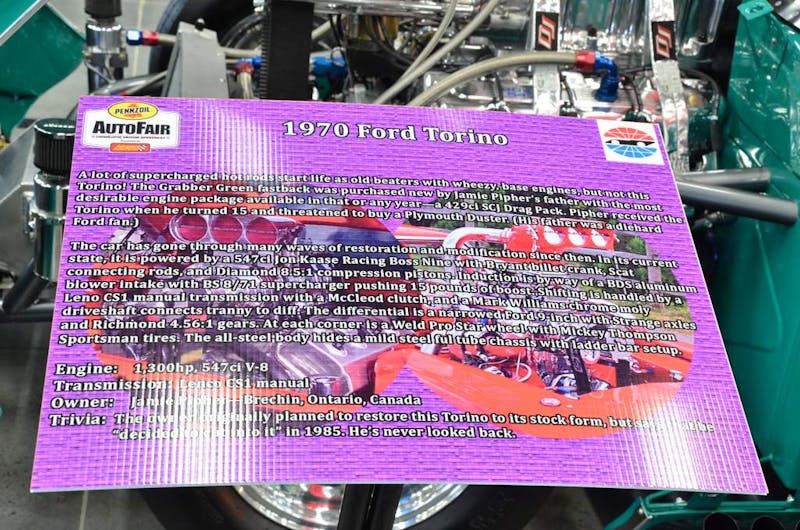 PENNZOIL
AUTOFAIR
1970 Ford Torino
A lot of supercharged hot rods start life as old beaters with wheezy, base engines, but not this
Torino! The Grabber Green fastback was purchased new by Jamie Pipher's father with the most
desirable engine package available in that or any year — a 429ci SCJ Drag Pack. Pipher received the
Torino when he turned 15 and threatened to buy a Plymouth Duster. (His father was a diehard
Ford fan.)
The car has gone through many waves of restoration and modification since then. In its current
state, it is powered by a 547ci Jon Kaase Racing Boss Nine with Bryant billet crank, Scat
connecting rods, and Diamond 8.5:1 compression pistons. Induction is by way of a BDS aluminum
blower intake with BS 8/71 supercharger pushing 15 pounds of boost. Shifting is handled by a
Leno CS1 manual transmission with a McLeod clutch, and a Mark Williams chrome moly
driveshaft connects tranny to diff. The differential is a narrowed Ford 9-inch with Strange axles
and Richmond 4.56:1 gears. At each corner is a Weld Pro Star wheel with Mickey Thompson
Sportsman tires. The all-steel body hides a mild steel ful tube chassis with ladder bar setup.
Engine: 1,300hp, 547ci V-8
Transmission: Lenco CS1 manual
Owner: Jamie Pipher – Brechin, Ontario, Canada
Trivia: The owner originally planned to restore this Torino to its stock form, but says he
"decided to cut into it" in 1985. He's never looked back.